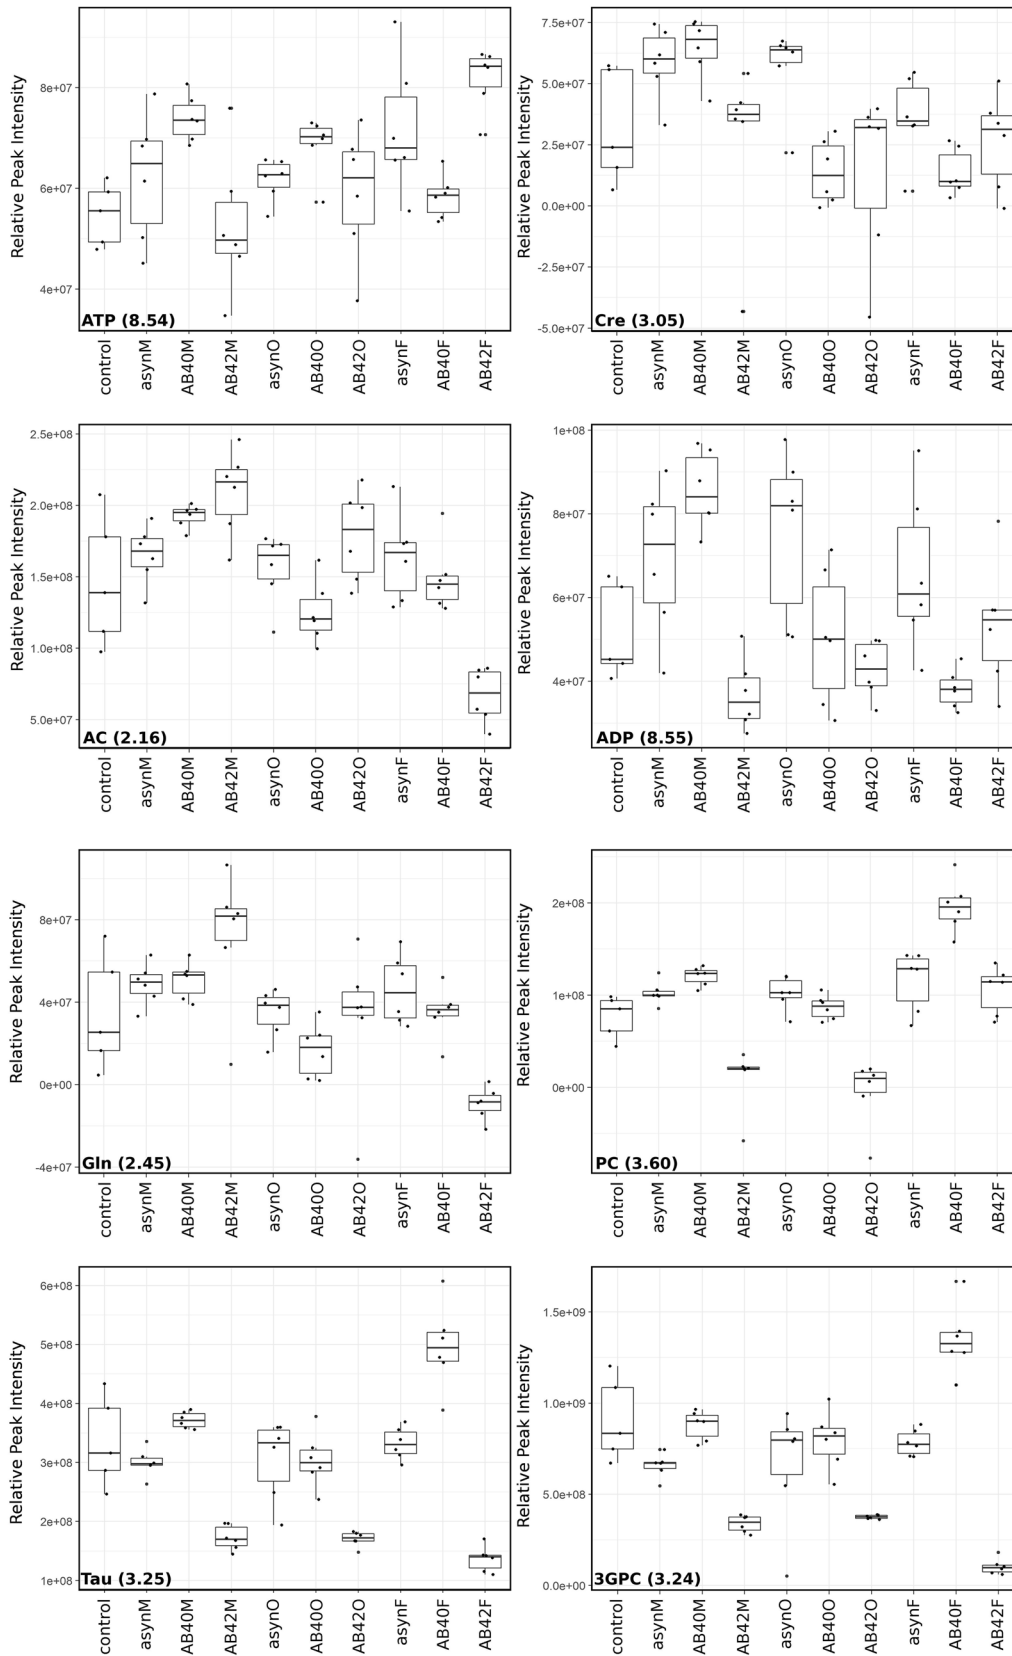 Relative Peak Intensity
8e+07
6e+07
4e+07
ATP (8.54)
control
asynM
AB40M
AB42M
asynO
AB40O
AB42O
asynF
AB40F
AB42F
Relative Peak Intensity
7.5e+07
5.0e+07
2.5e+07
0.0e+00
-2.5e+07
-5.0e+07
Cre (3.05)
control
asynM
AB40M
AB42M
asynO
AB40O
AB42O
asynF
AB40F
AB42F
Relative Peak Intensity
2.5e+08
2.0e+08
1.5e+08
1.0e+08
5.0e+07
AC (2.16)
control
asynM
AB40M
AB42M
asynO
AB40O
AB42O
asynF
AB40F
AB42F
Relative Peak Intensity
1e+08
8e+07
6e+07
4e+07
ADP (8.55)
control
asynM
AB40M
AB42M
asynO
AB40O
AB42O
asynF
AB40F
AB42F
Relative Peak Intensity
8e+07
4e+07
0e+00
-4e+07
Gln (2.45)
control
asynM
AB40M
AB42M
asynO
AB40O
AB42O
asynF
AB40F
AB42F
Relative Peak Intensity
2e+08
1e+08
0e+00
PC (3.60)
control
asynM
AB40M
AB42M
asynO
AB40O
AB42O
asynF
AB40F
AB42F
Relative Peak Intensity
6e+08
5e+08
4e+08
3e+08
2e+08
1e+08
Tau (3.25)
control
asynM
AB40M
AB42M
asynO
AB40O
AB42O
asynF
AB40F
AB42F
Relative Peak Intensity
1.5e+09
1.0e+09
5.0e+08
0.0e+00
3GPC (3.24)
control
asynM
AB40M
AB42M
asynO
AB40O
AB42O
asynF
AB40F
AB42F